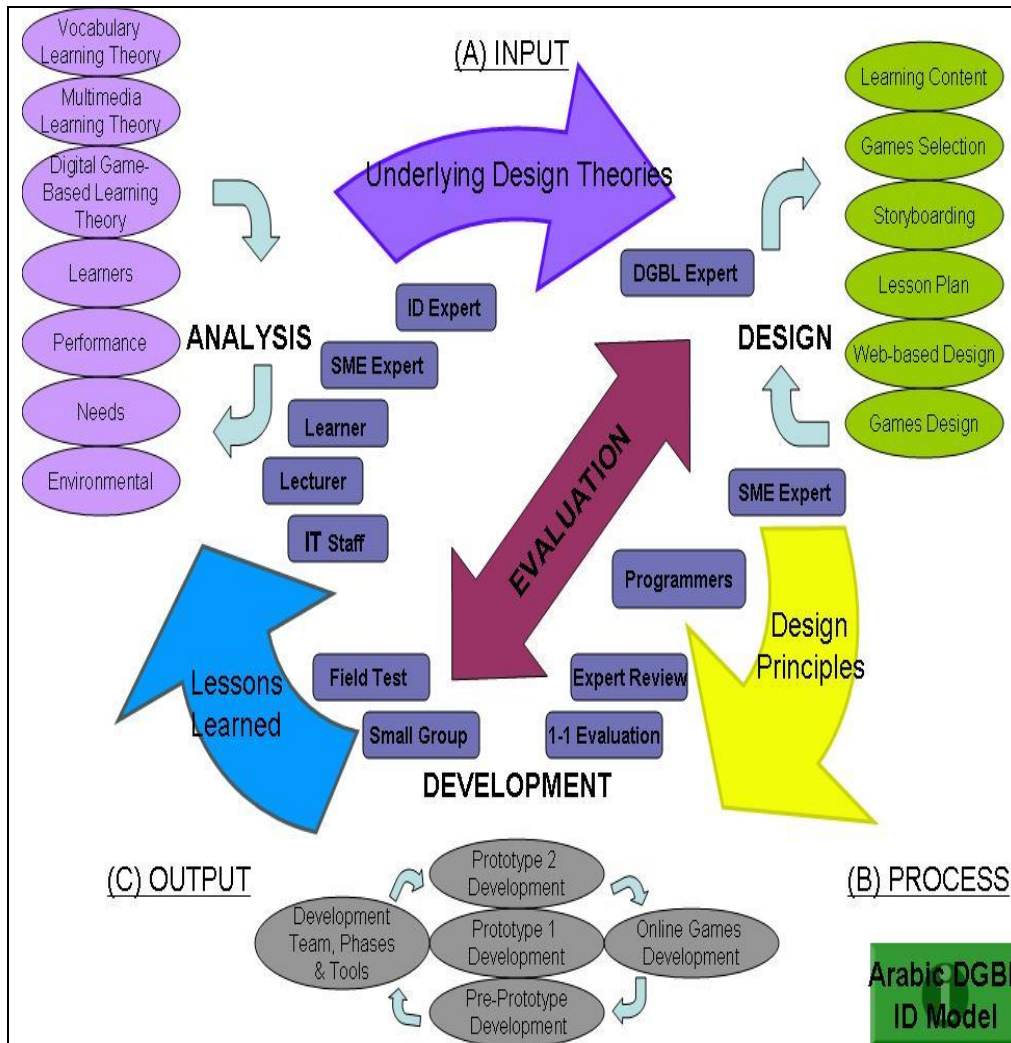 Vocabulary
Learning Theory
Multimedia
Learning Theory
Digital Game-
Based Learning
Theory
Learners
Performance
Needs
Environmental
ANALYSIS
(A) INPUT
Underlying Design Theories
ID Expert
SME Expert
Learner
Lecturer
IT Staff
DGBL Expert
DESIGN
Learning Content
Games Selection
Storyboarding
Lesson Plan
Web-based Design
Games Design
SME Expert
Programmers
EVALUATION
Design
Principles
Expert Review
1-1 Evaluation
Field Test
Small Group
DEVELOPMENT
Lessons
Learned
(C) OUTPUT
(B) PROCESS
Prototype 2
Development
Development
Team, Phases
& Tools
Prototype 1
Development
Online Games
Development
Pre-Prototype
Development
Arabic DGBL
ID Model